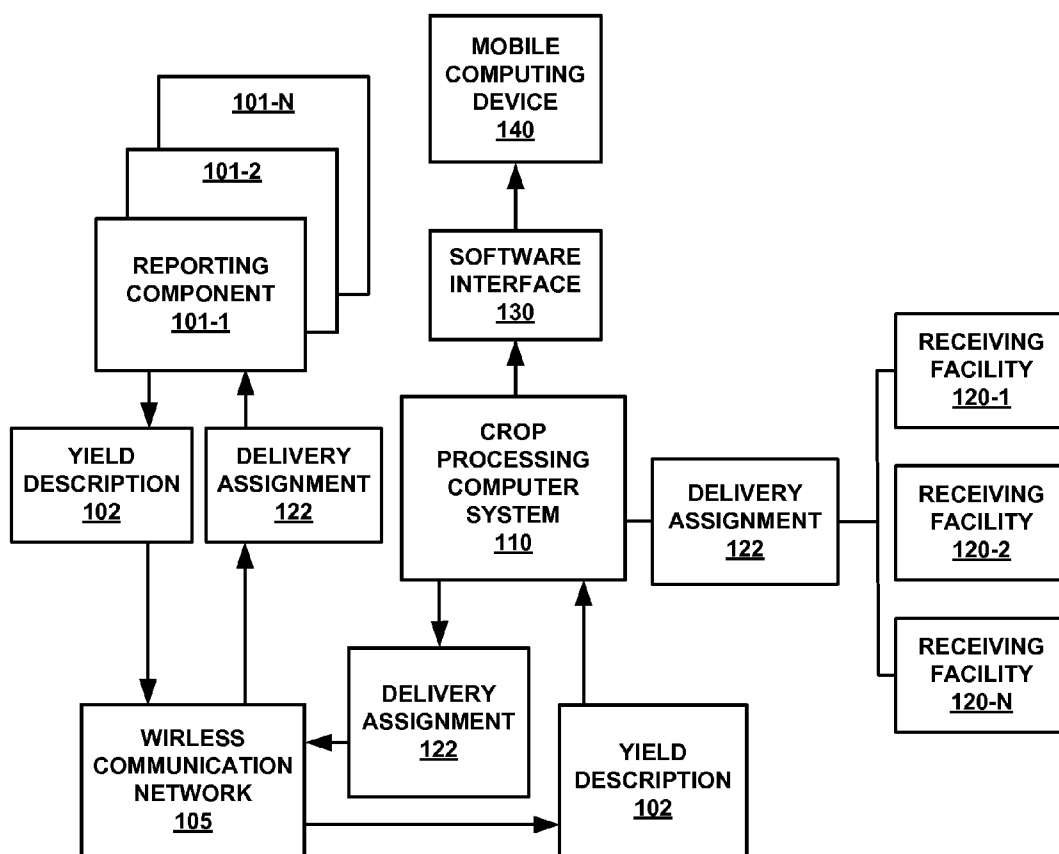 MOBILE
COMPUTING
DEVICE
140
101-N
101-2
REPORTING
COMPONENT
101-1
SOFTWARE
INTERFACE
130
YIELD
DESCRIPTION
102
DELIVERY
ASSIGNMENT
122
CROP
PROCESSING
COMPUTER
SYSTEM
110
DELIVERY
ASSIGNMENT
122
RECEIVING
FACILITY
120-1
RECEIVING
FACILITY
120-2
RECEIVING
FACILITY
120-N
WIRLESS
COMMUNICATION
NETWORK
105
DELIVERY
ASSIGNMENT
122
YIELD
DESCRIPTION
102